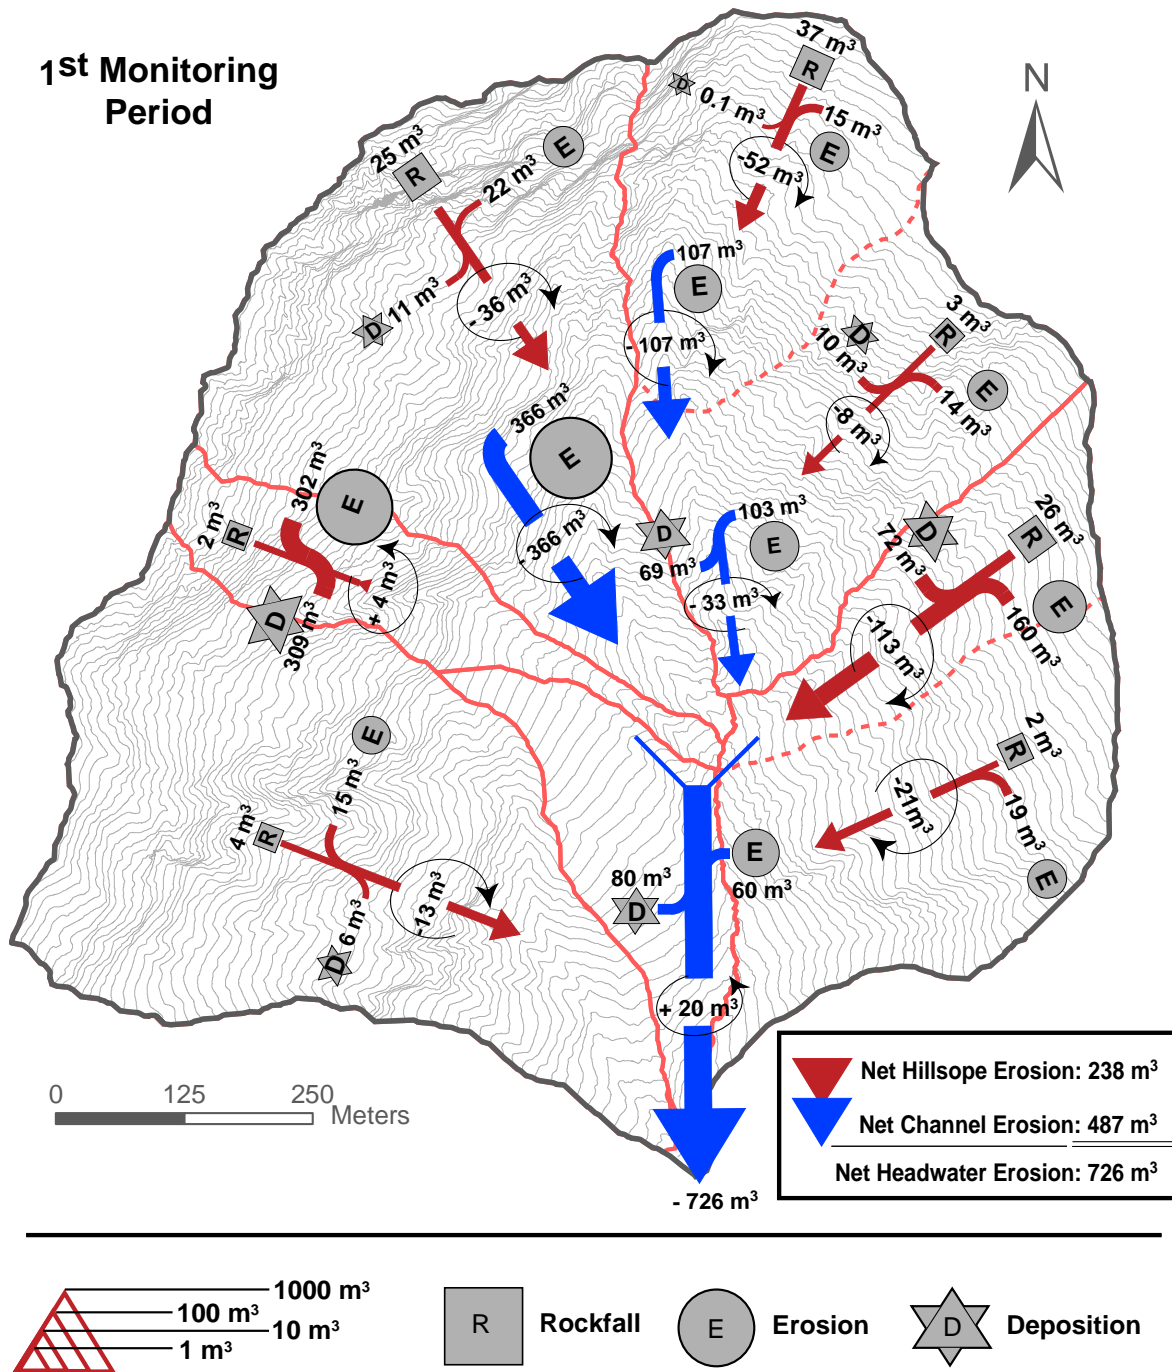 1st Monitoring
Period
N
37 m³
R
D
0.1 m³
15 m³
E
-52 m³
25 m³
R
22 m³
E
D
11 m³
- 36 m³
107 m³
E
- 107 m³
3 m³
R
D
10 m³
14 m³
E
-8 m³
366 m³
E
- 366 m³
302 m³
E
2 m³
R
D
309 m³
+ 4 m³
103 m³
E
D
69 m³
- 33 m³
26 m³
R
D
72 m³
160 m³
E
-113 m³
2 m³
R
19 m³
E
-21m³
E
15 m³
4 m³
R
6 m³
D
-13 m³
80 m³
D
E
60 m³
+ 20 m³
- 726 m³
0 125 250
Meters
Net Hillsope Erosion: 238 m³
Net Channel Erosion: 487 m³
Net Headwater Erosion: 726 m³
1000 m³
100 m³
10 m³
1 m³
R Rockfall
E Erosion
D Deposition